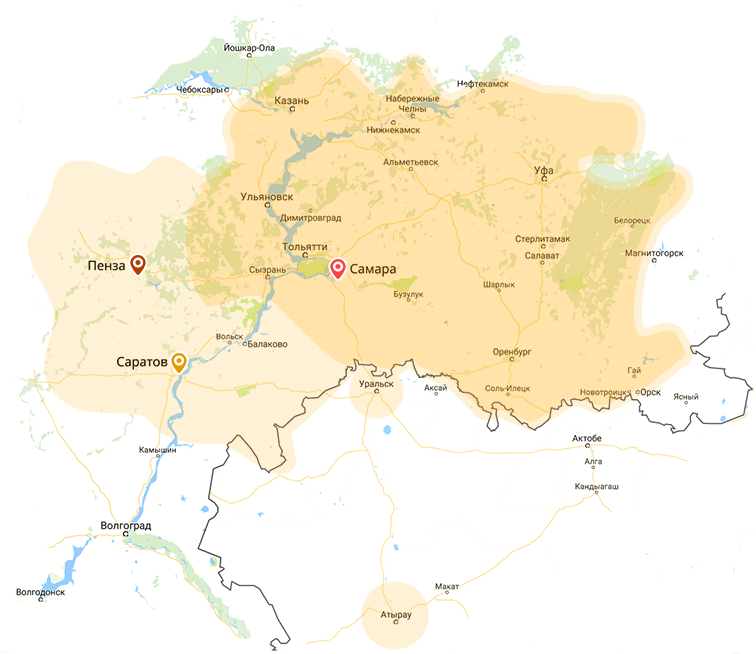 Йошкар-Ола
Чебоксары
Нефтекамск
Казань
Набережные
Челны
Нижнекамск
Альметьевск
Уфа
Ульяновск
Димитровград
Белорецк
Стерлитамак
Тольятти
Магнитогорск
Салават
Пенза
Сызрань
Самара
Шарлык
Бузулук
Вольск
Балаково
Оренбург
Саратов
Гай
Уральск
Аксай
Соль-Илецк
Новотроицк
Орск
Ясный
Актобе
Камышин
Алга
Кандыагаш
Волгоград
Волгодонск
Макат
Атырау